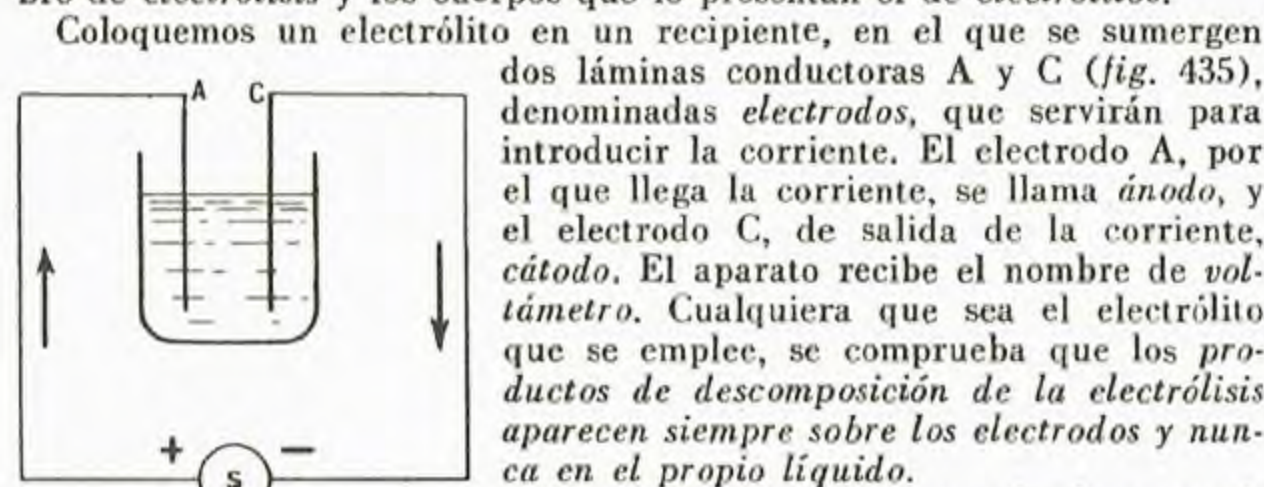 Coloquemos un electrólito en un recipiente, en el que se sumergen
dos láminas conductoras A y C (fig. 435),
denominadas electrodos, que servirán para
introducir la corriente. El electrodo A, por
el que llega la corriente, se llama ánodo, y
el electrodo C, de salida de la corriente,
cátodo. El aparato recibe el nombre de vol-
támetro. Cualquiera que sea el electrólito
que se emplee, se comprueba que los pro-
ductos de descomposición de la electrólisis
aparecen siempre sobre los electrodos y nun-
ca en el propio líquido.
A C
+ —
S